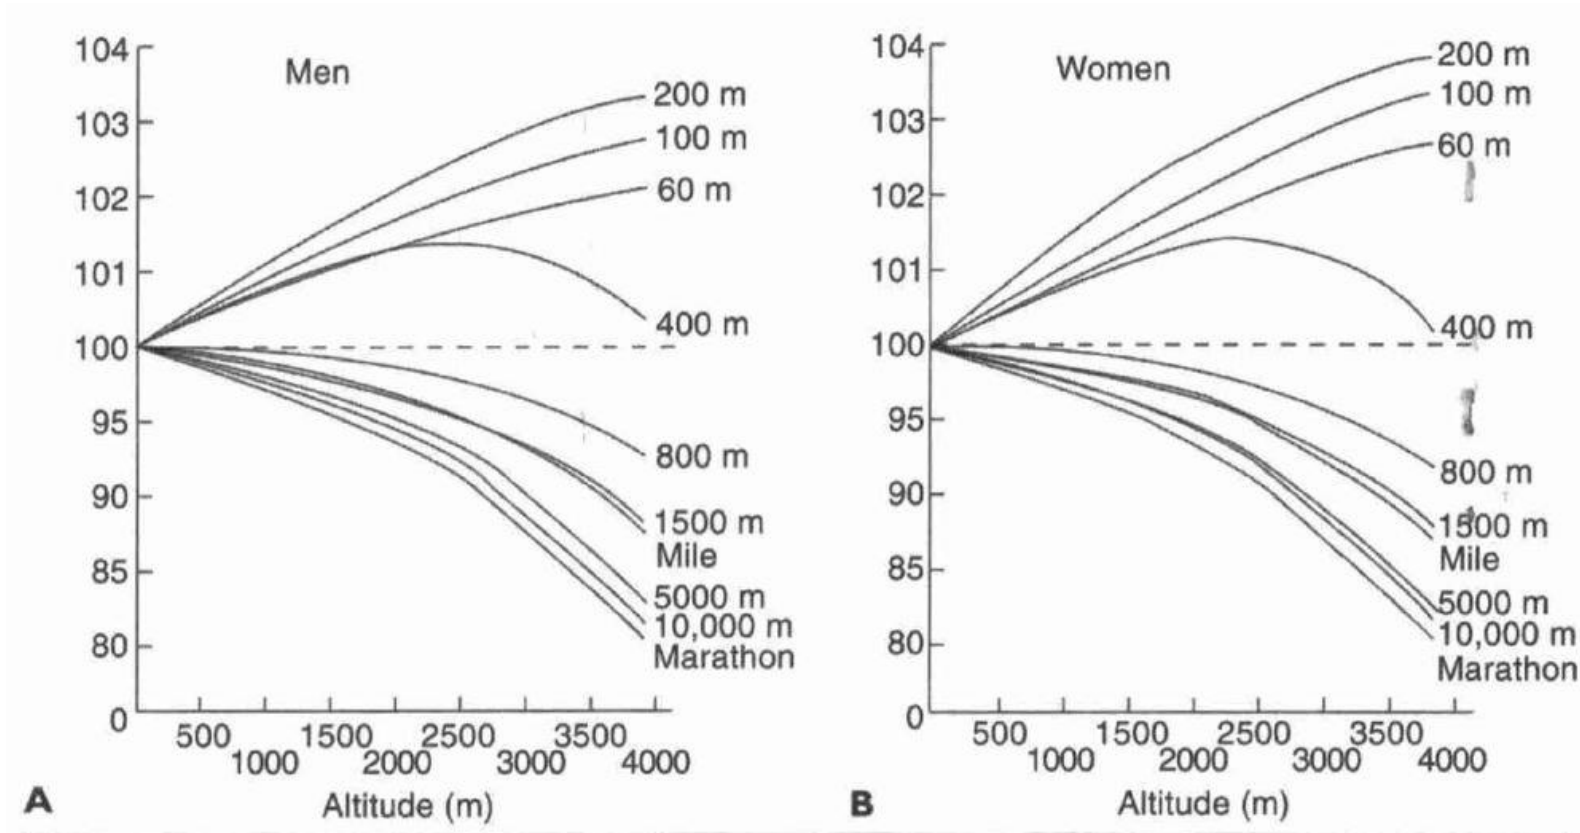 Men
104
103
102
101
100
95
90
85
80
0
200 m
100 m
60 m
400 m
800 m
1500 m
Mile
5000 m
10,000 m
Marathon
500 1500 2500 3500
1000 2000 3000 4000
A
Altitude (m)
Women
104
103
102
101
100
95
90
85
80
0
200 m
100 m
60 m
400 m
800 m
1500 m
Mile
5000 m
10,000 m
Marathon
500 1500 2500 3500
1000 2000 3000 4000
B
Altitude (m)